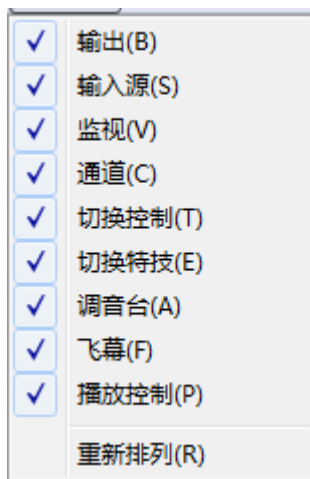 输出(B)
输入源(S)
监视(V)
通道(C)
切换控制(T)
切换特技(E)
调音台(A)
飞幕(F)
播放控制(P)
重新排列(R)